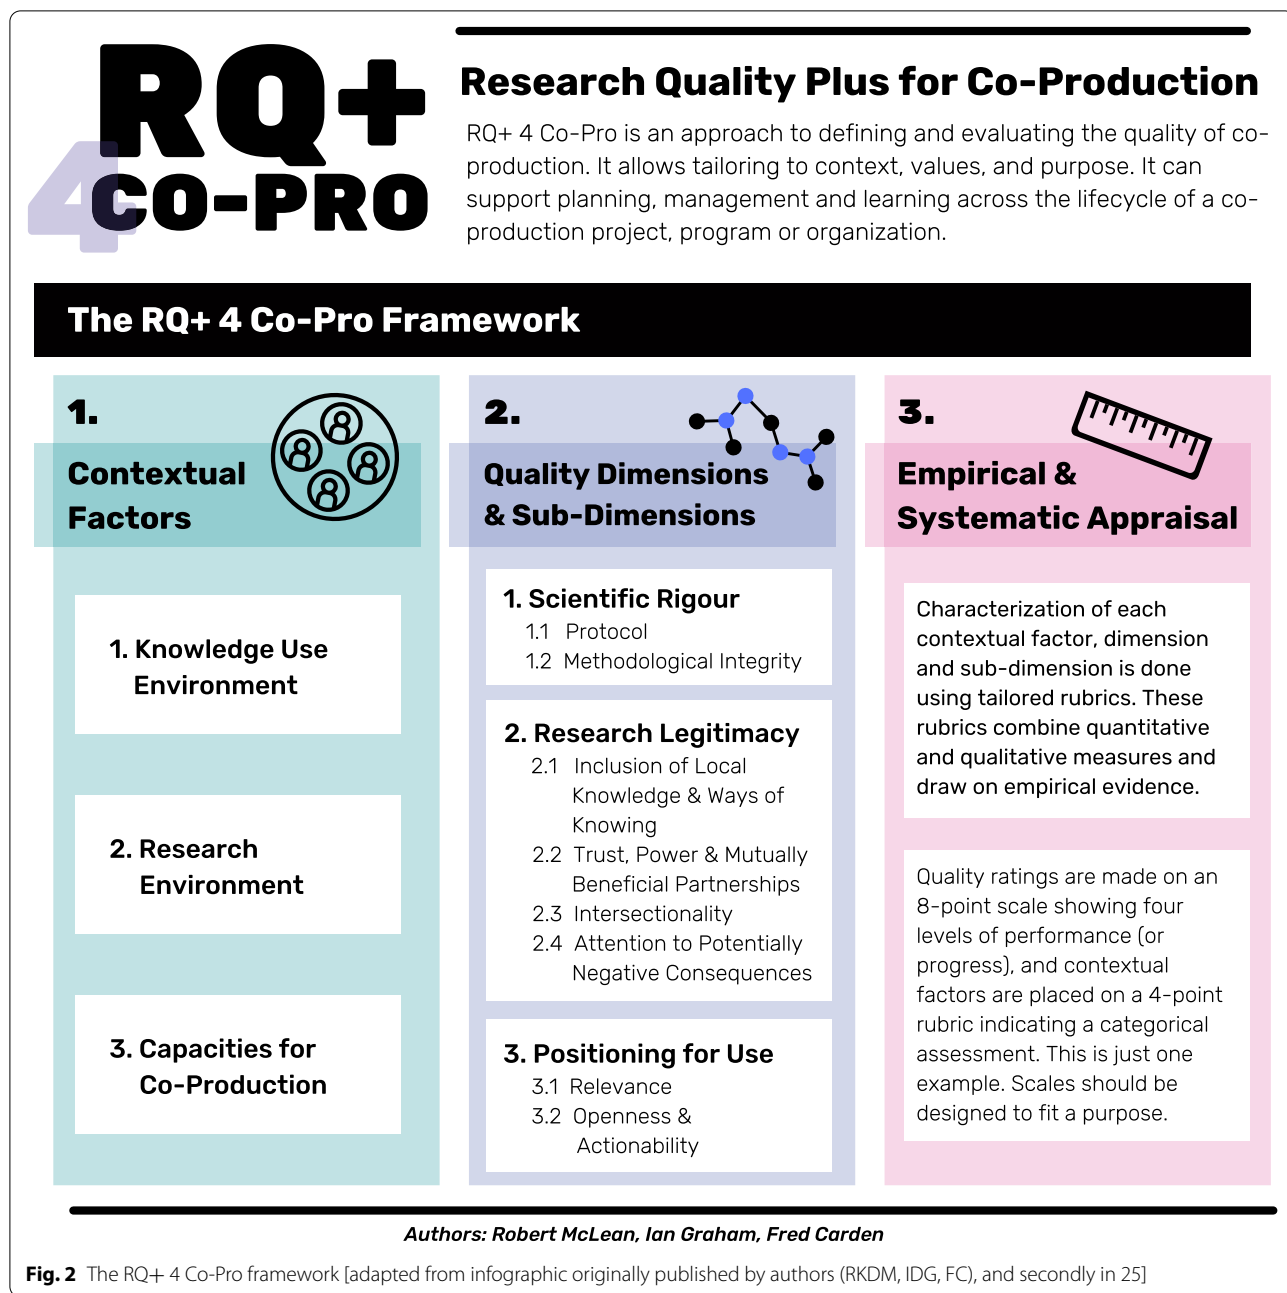 RQ+
4
CO-PRO
Research Quality Plus for Co-Production
RQ+ 4 Co-Pro is an approach to defining and evaluating the quality of co-
production. It allows tailoring to context, values, and purpose. It can
support planning, management and learning across the lifecycle of a co-
production project, program or organization.
The RQ+ 4 Co-Pro Framework
1.
Contextual
Factors
1. Knowledge Use
Environment
2. Research
Environment
3. Capacities for
Co-Production
2.
Quality Dimensions
& Sub-Dimensions
1. Scientific Rigour
1.1 Protocol
1.2 Methodological Integrity
2. Research Legitimacy
2.1 Inclusion of Local
Knowledge & Ways of
Knowing
2.2 Trust, Power & Mutually
Beneficial Partnerships
2.3 Intersectionality
2.4 Attention to Potentially
Negative Consequences
3. Positioning for Use
3.1 Relevance
3.2 Openness &
Actionability
3.
Empirical &
Systematic Appraisal
Characterization of each
contextual factor, dimension
and sub-dimension is done
using tailored rubrics. These
rubrics combine quantitative
and qualitative measures and
draw on empirical evidence.
Quality ratings are made on an
8-point scale showing four
levels of performance (or
progress), and contextual
factors are placed on a 4-point
rubric indicating a categorical
assessment. This is just one
example. Scales should be
designed to fit a purpose.
Authors: Robert McLean, Ian Graham, Fred Carden
Fig. 2 The RQ+ 4 Co-Pro framework [adapted from infographic originally published by authors (RKDM, IDG, FC), and secondly in 25]